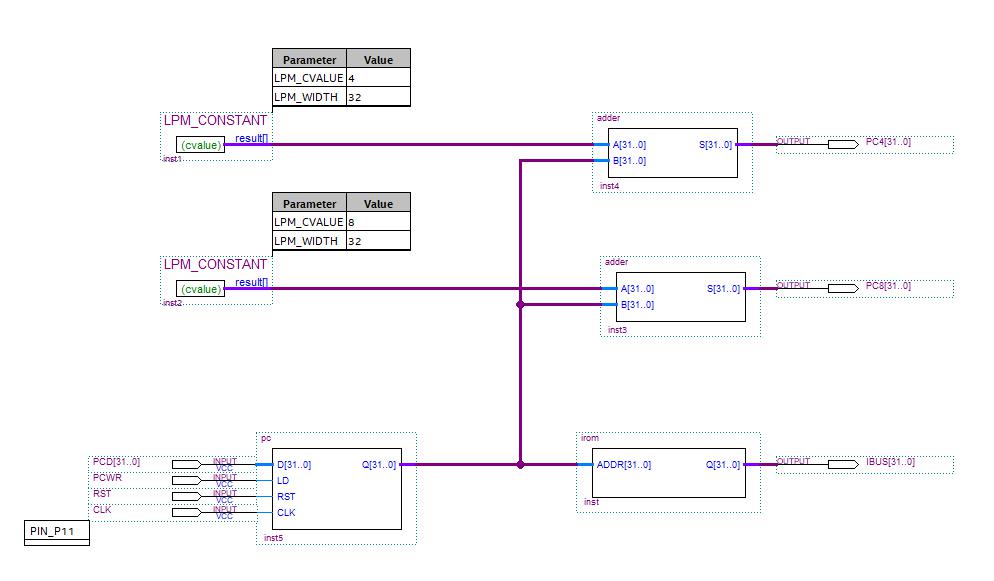 Parameter Value
LPM_CVALUE 4
LPM_WIDTH 32
LPM_CONSTANT
(cvalue) result[]
inst1
adder
A[31..0] S[31..0]
B[31..0]
inst4
OUTPUT PC4[31..0]
Parameter Value
LPM_CVALUE 8
LPM_WIDTH 32
LPM_CONSTANT
(cvalue) result[]
inst2
adder
A[31..0] S[31..0]
B[31..0]
inst3
OUTPUT PC8[31..0]
PCD[31..0] INPUT
VCC
PCWR INPUT
VCC
RST INPUT
VCC
CLK INPUT
VCC
PIN_P11
pc
D[31..0] Q[31..0]
LD
RST
CLK
inst5
irom
ADDR[31..0] Q[31..0]
inst
OUTPUT IBUS[31..0]